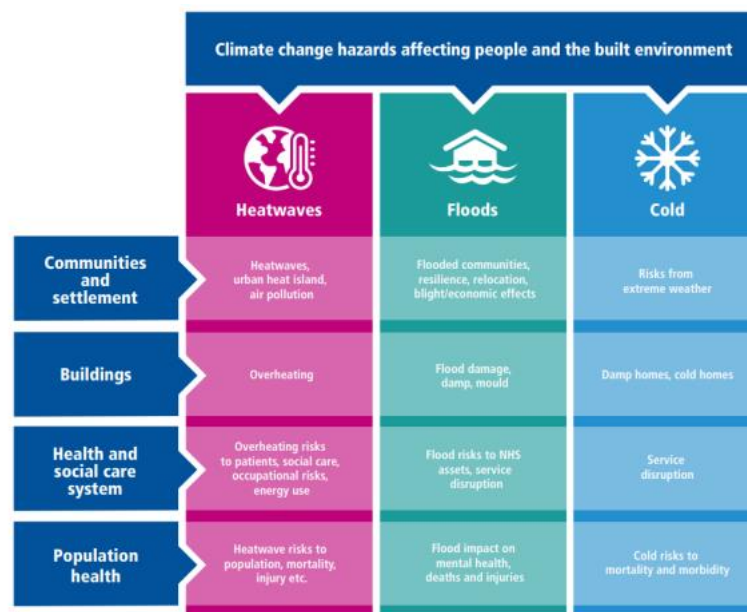 Climate change hazards affecting people and the built environment
Heatwaves
Floods
Cold
Communities
and
settlement
Heatwaves,
urban heat island,
air pollution
Flooded communities,
resilience, relocation,
blight/economic effects
Risks from
extreme weather
Buildings
Overheating
Flood damage,
damp, mould
Damp homes, cold homes
Health and
social care
system
Overheating risks
to patients, social care,
occupational risks,
energy use
Flood risks to NHS
assets, service
disruption
Service
disruption
Population
health
Heatwave risks to
population, mortality,
injury etc.
Flood impact on
mental health,
deaths and injuries
Cold risks to
mortality and morbidity